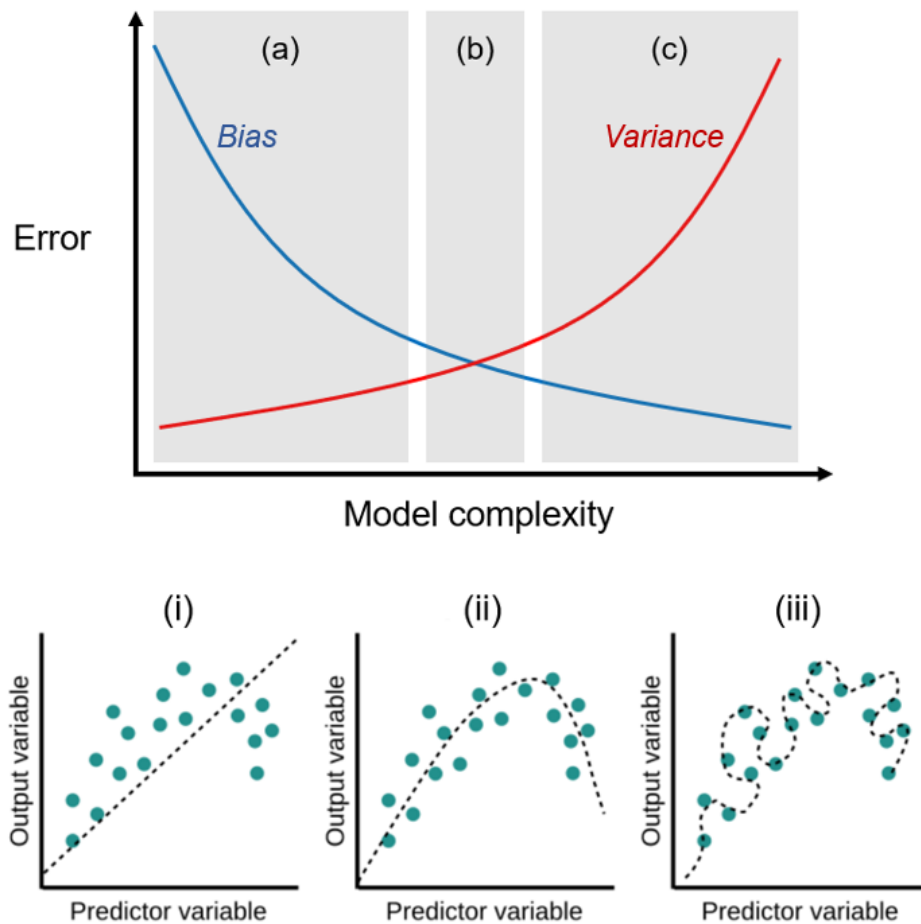 (a)
(b)
(c)
Bias
Variance
Error
Model complexity
(i)
(ii)
(iii)
Output variable
Output variable
Output variable
Predictor variable
Predictor variable
Predictor variable